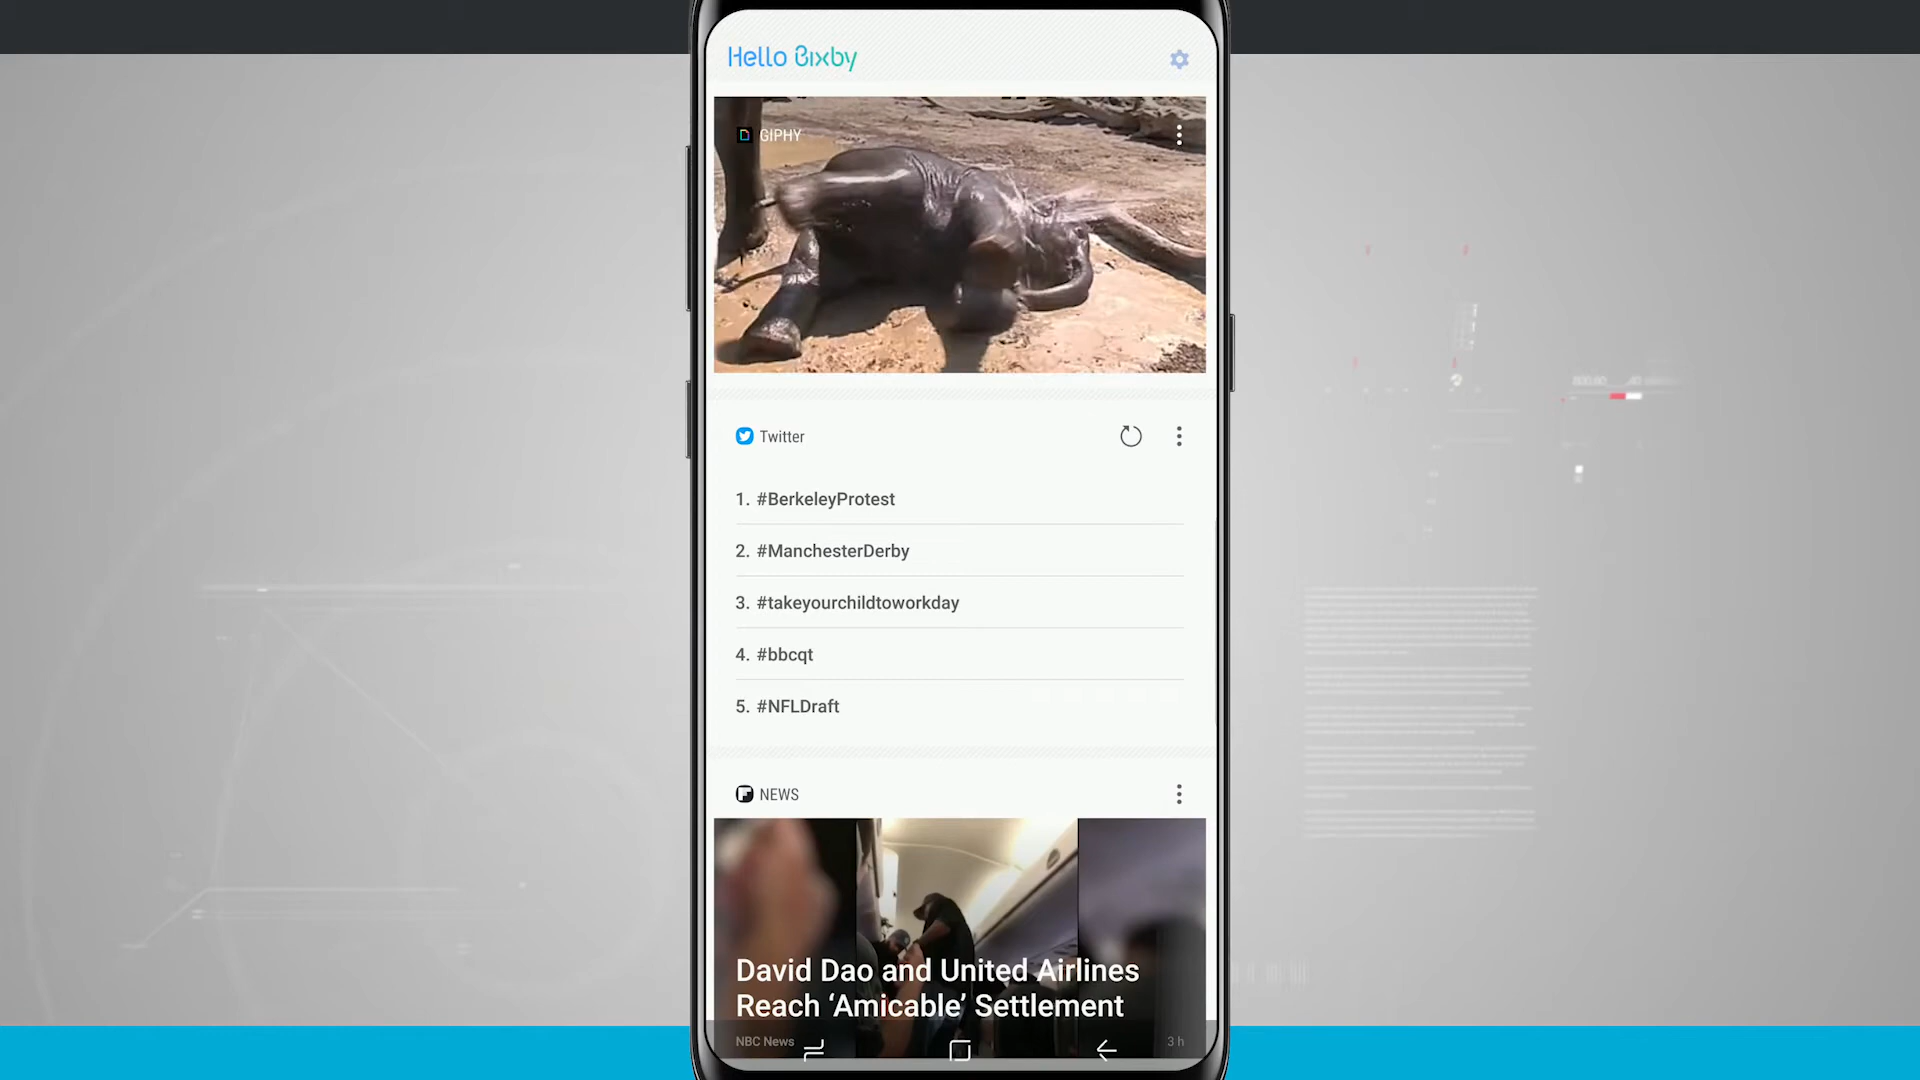 Hello Bixby
GIPHY
Twitter
1. #BerkeleyProtest
2. #ManchesterDerby
3. #takeyourchildtoworkday
4. #bbcqt
5. #NFLDraft
NEWS
David Dao and United Airlines
Reach ‘Amicable’ Settlement
NBC News 3 h